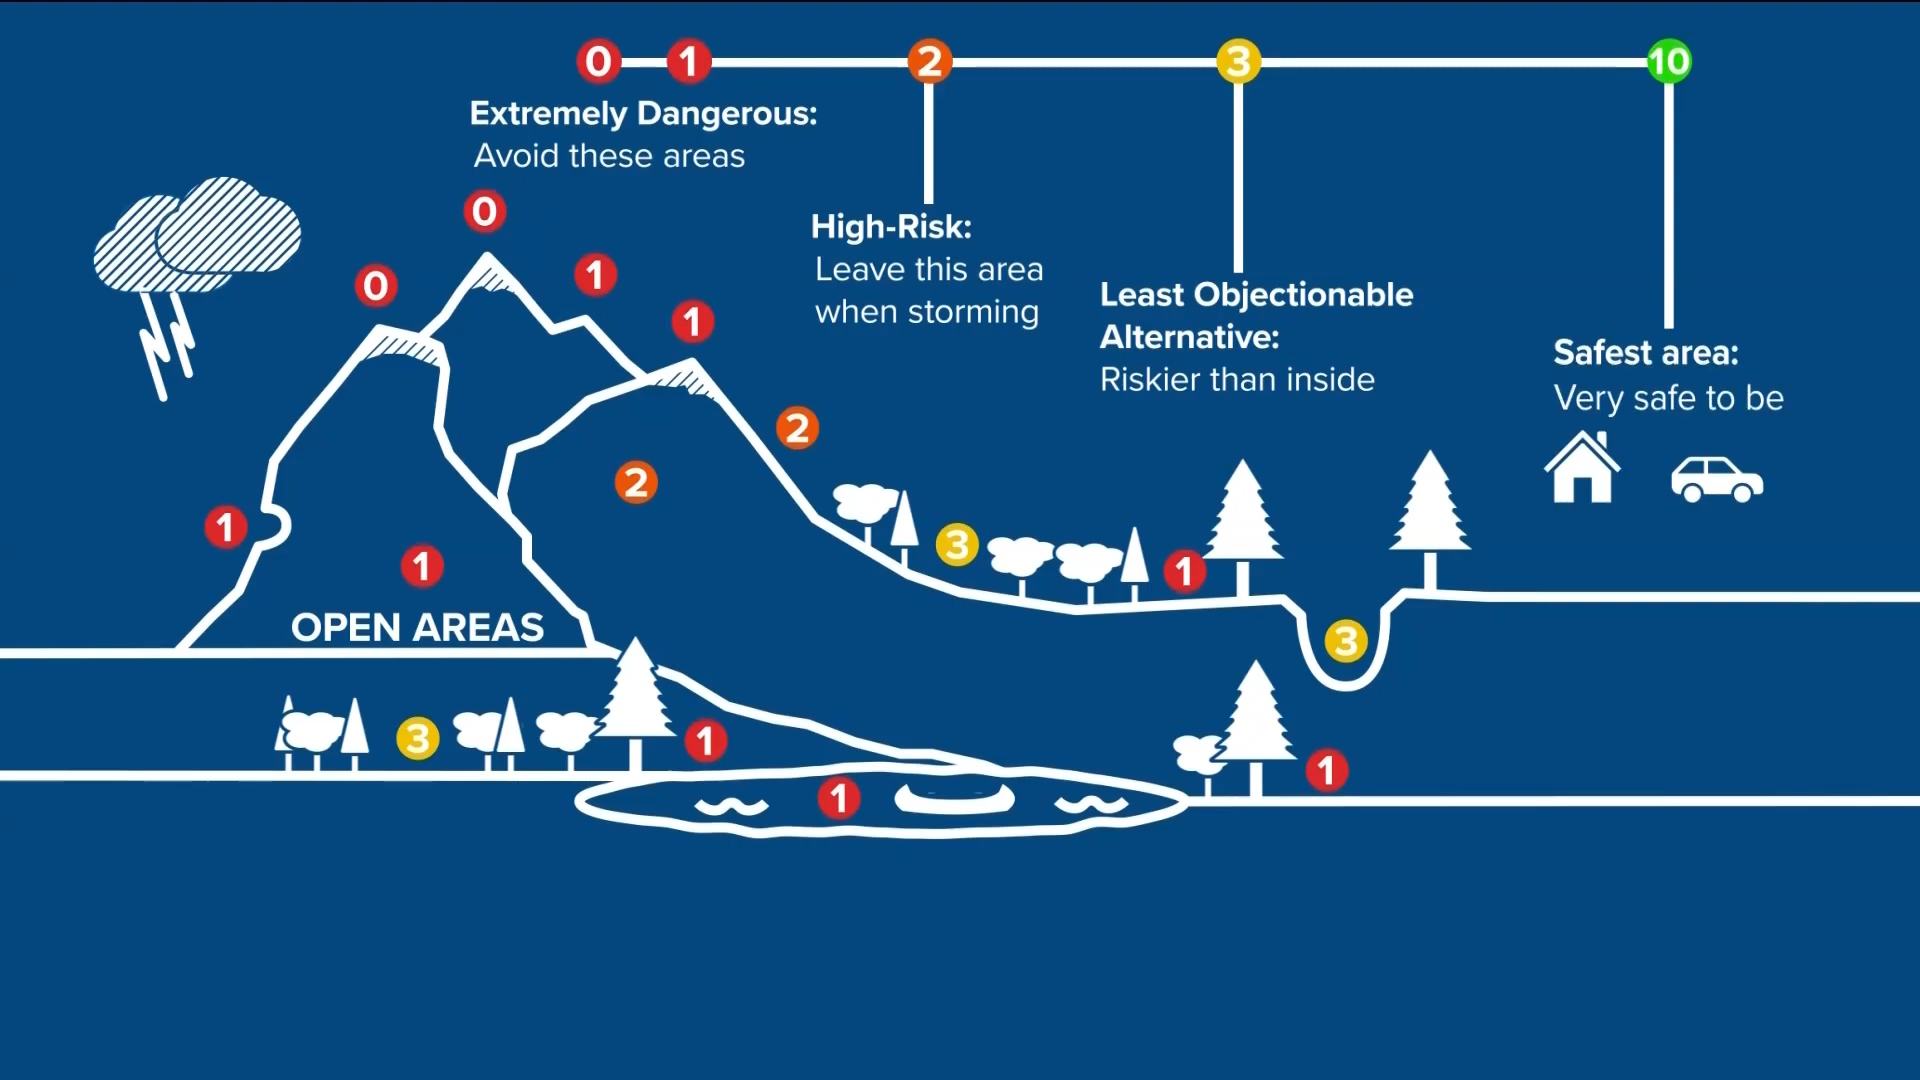 0 1 2 3 10
Extremely Dangerous:
Avoid these areas
High-Risk:
Leave this area
when storming
Least Objectionable
Alternative:
Riskier than inside
Safest area:
Very safe to be
0
0
1
1
2
2
1
3
1
1
OPEN AREAS
3
3
1
1
1